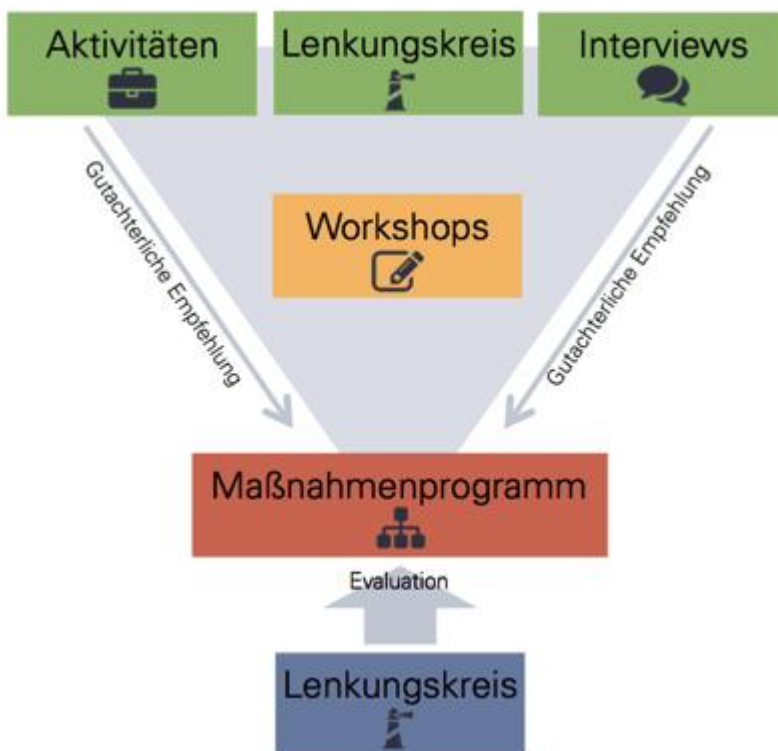 Aktivitäten
Lenkungskreis
Interviews
Gutachterliche Empfehlung
Workshops
Gutachterliche Empfehlung
Maßnahmenprogramm
Evaluation
Lenkungskreis